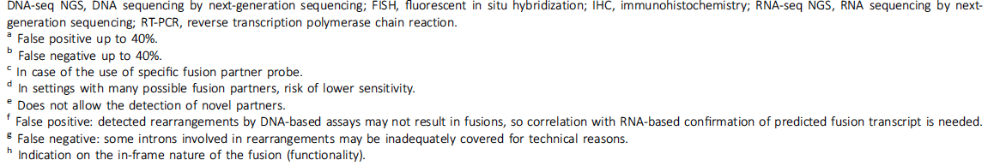 DNA-seq NGS, DNA sequencing by next-generation sequencing; FISH, fluorescent in situ hybridization; IHC, immunohistochemistry; RNA-seq NGS, RNA sequencing by next-
generation sequencing; RT-PCR, reverse transcription polymerase chain reaction.
a False positive up to 40%.
b False negative up to 40%.
c In case of the use of specific fusion partner probe.
d In settings with many possible fusion partners, risk of lower sensitivity.
e Does not allow the detection of novel partners.
f False positive: detected rearrangements by DNA-based assays may not result in fusions, so correlation with RNA-based confirmation of predicted fusion transcript is needed.
g False negative: some introns involved in rearrangements may be inadequately covered for technical reasons.
h Indication on the in-frame nature of the fusion (functionality).